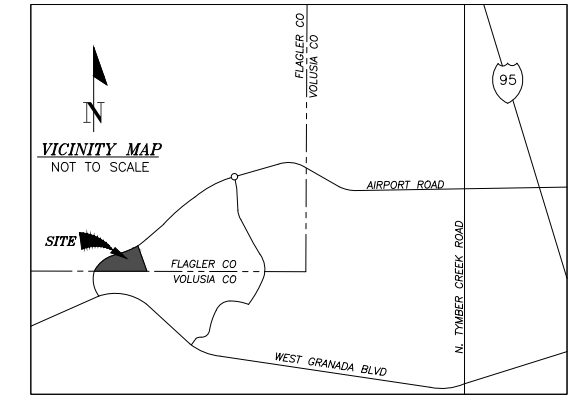 FLAGLER CO
VOLUSIA CO
95
N
VICINITY MAP
NOT TO SCALE
AIRPORT ROAD
SITE
FLAGLER CO
VOLUSIA CO
N. TYMBER CREEK ROAD
WEST GRANADA BLVD